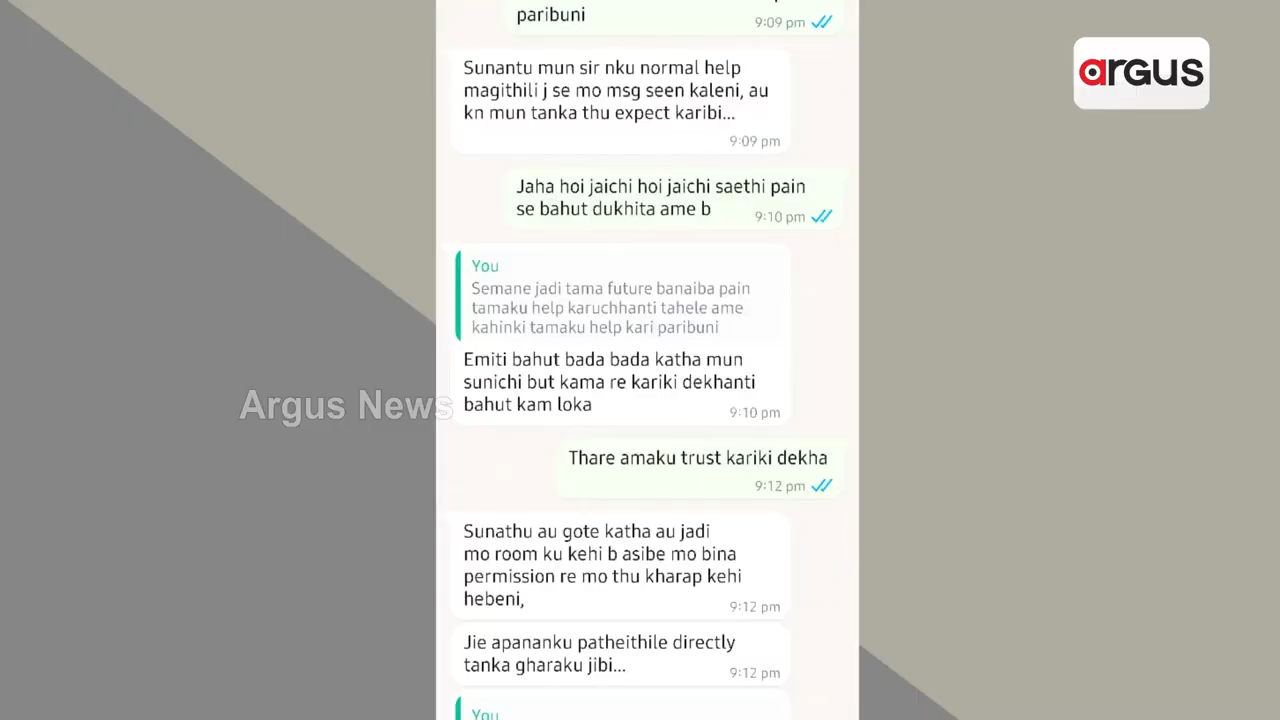 paribuni
9:09 pm
argus
Sunantu mun sir nku normal help
magithili j se mo msg seen kaleni, au
kn mun tanka thu expect karibi...
9:09 pm
Jaha hoi jaichi hoi jaichi saethi pain
se bahut dukhita ame b
9:10 pm
You
Semane jadi tama future banaiba pain
tamaku help karuchhanti tahele ame
kahinki tamaku help kari paribuni
Emiti bahut bada bada katha mun
sunichi but kama re kariki dekhanti
bahut kam loka
9:10 pm
Argus News
Thare amaku trust kariki dekha
9:12 pm
Sunathu au gote katha au jadi
mo room ku kehi b asibe mo bina
permission re mo thu kharap kehi
hebeni,
9:12 pm
Jie apananku patheithile directly
tanka gharaku jibi...
9:12 pm
You